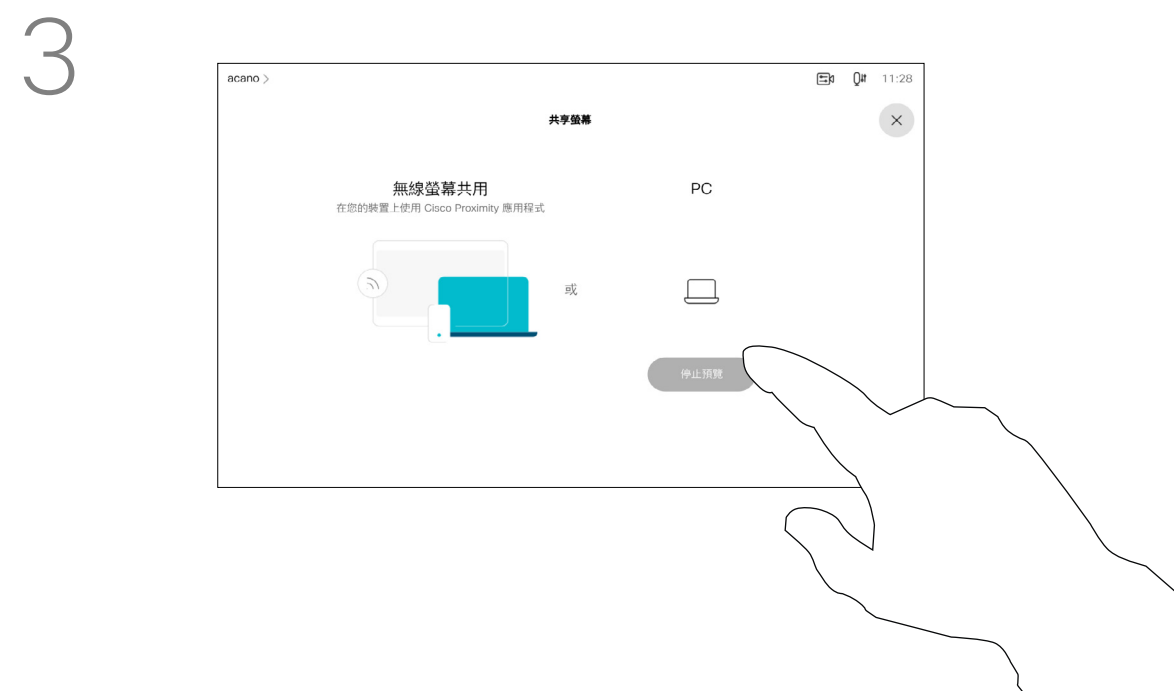 3
acano >
11:28
共享螢幕
無線螢幕共用
在您的裝置上使用 Cisco Proximity 應用程式
PC
或
停止預覽